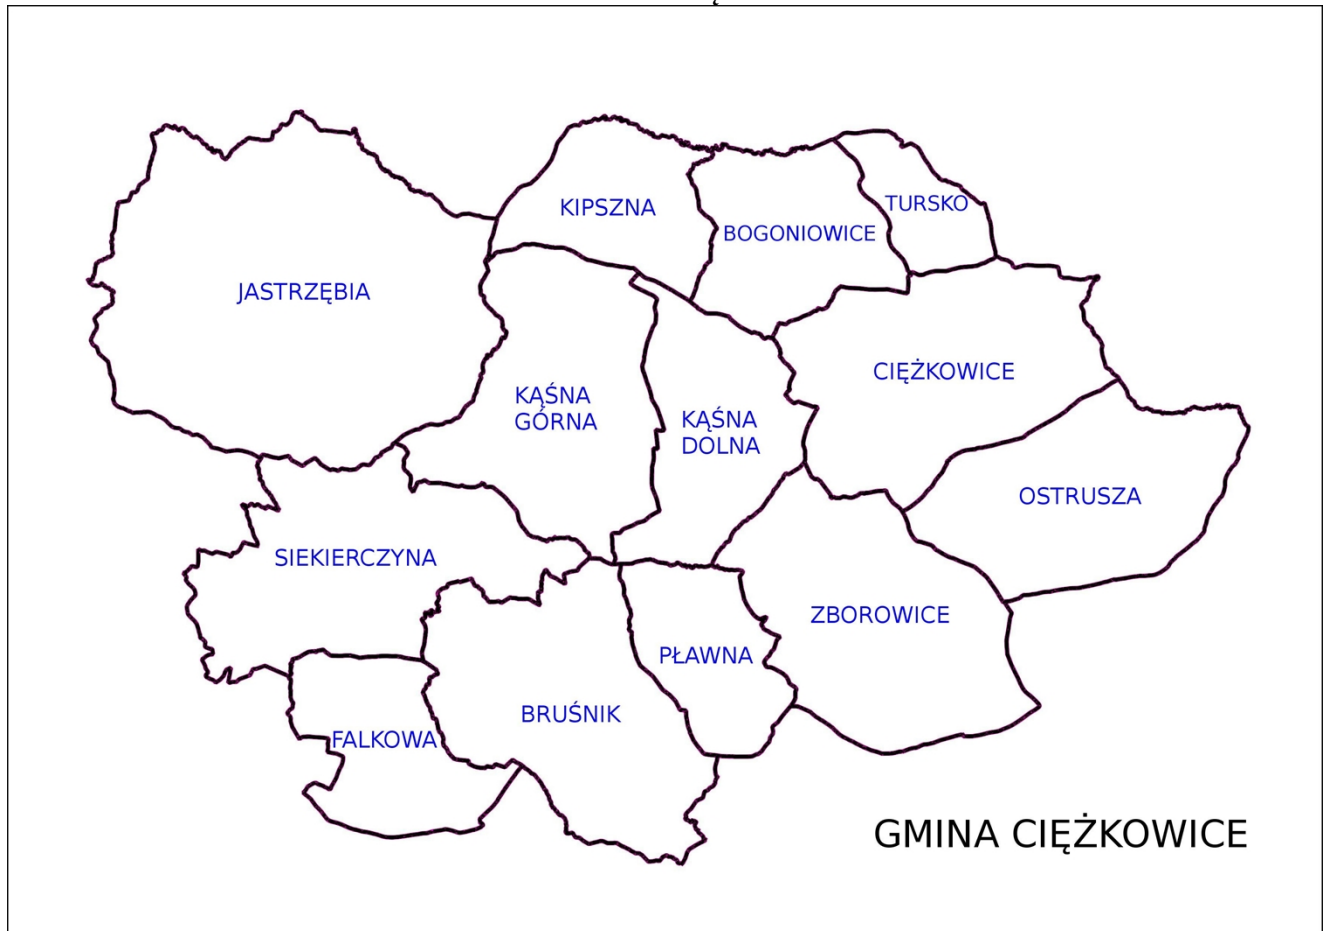 KIPSZNA
TURSKO
BOGONIOWICE
JASTRZĘBIA
CIĘŻKOWICE
KĄŚNA
GÓRNA
KĄŚNA
DOLNA
OSTRUSZA
SIEKIERCZYNA
ZBOROWICE
PŁAWNA
BRUŚNIK
FALKOWA
GMINA CIĘŻKOWICE